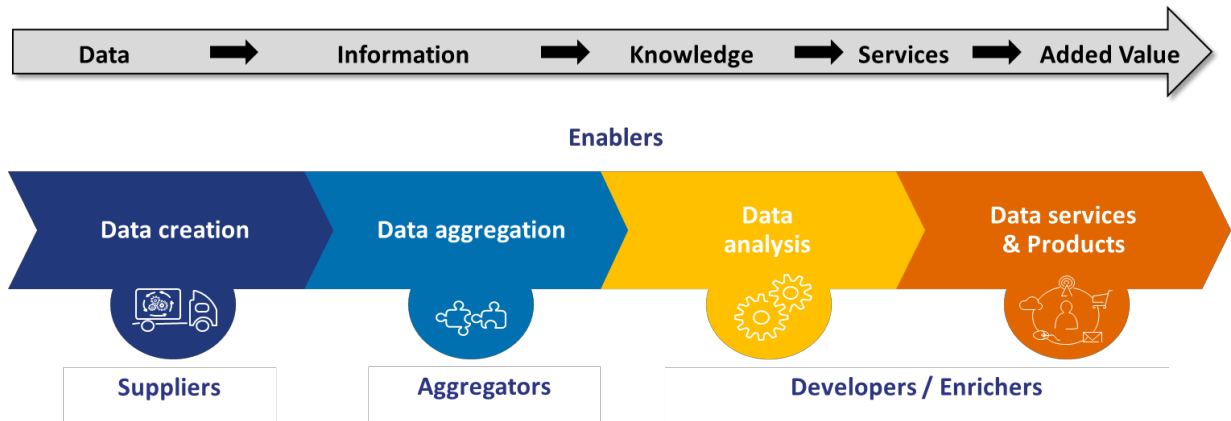 Data Information Knowledge Services Added Value
Enablers
Data creation
Data aggregation
Data
analysis
Data services
& Products
Suppliers
Aggregators
Developers / Enrichers